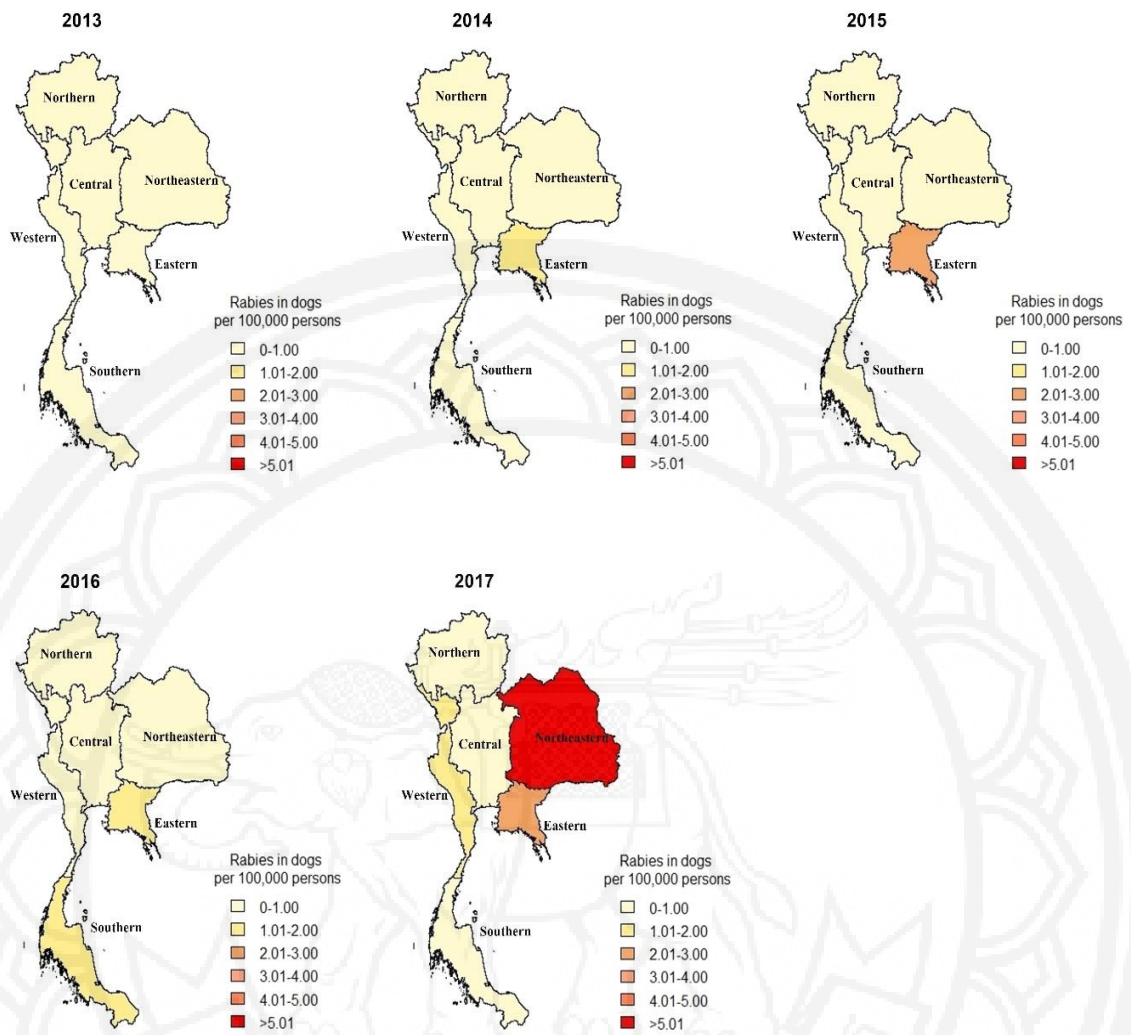 2013
Northern
Central
Northeastern
Western
Eastern
Southern
Rabies in dogs
per 100,000 persons
0-1.00
1.01-2.00
2.01-3.00
3.01-4.00
4.01-5.00
>5.01
2014
Northern
Central
Northeastern
Western
Eastern
Southern
Rabies in dogs
per 100,000 persons
0-1.00
1.01-2.00
2.01-3.00
3.01-4.00
4.01-5.00
>5.01
2015
Northern
Central
Northeastern
Western
Eastern
Southern
Rabies in dogs
per 100,000 persons
0-1.00
1.01-2.00
2.01-3.00
3.01-4.00
4.01-5.00
>5.01
2016
Northern
Central
Northeastern
Western
Eastern
Southern
Rabies in dogs
per 100,000 persons
0-1.00
1.01-2.00
2.01-3.00
3.01-4.00
4.01-5.00
>5.01
2017
Northern
Central
Northeastern
Western
Eastern
Southern
Rabies in dogs
per 100,000 persons
0-1.00
1.01-2.00
2.01-3.00
3.01-4.00
4.01-5.00
>5.01